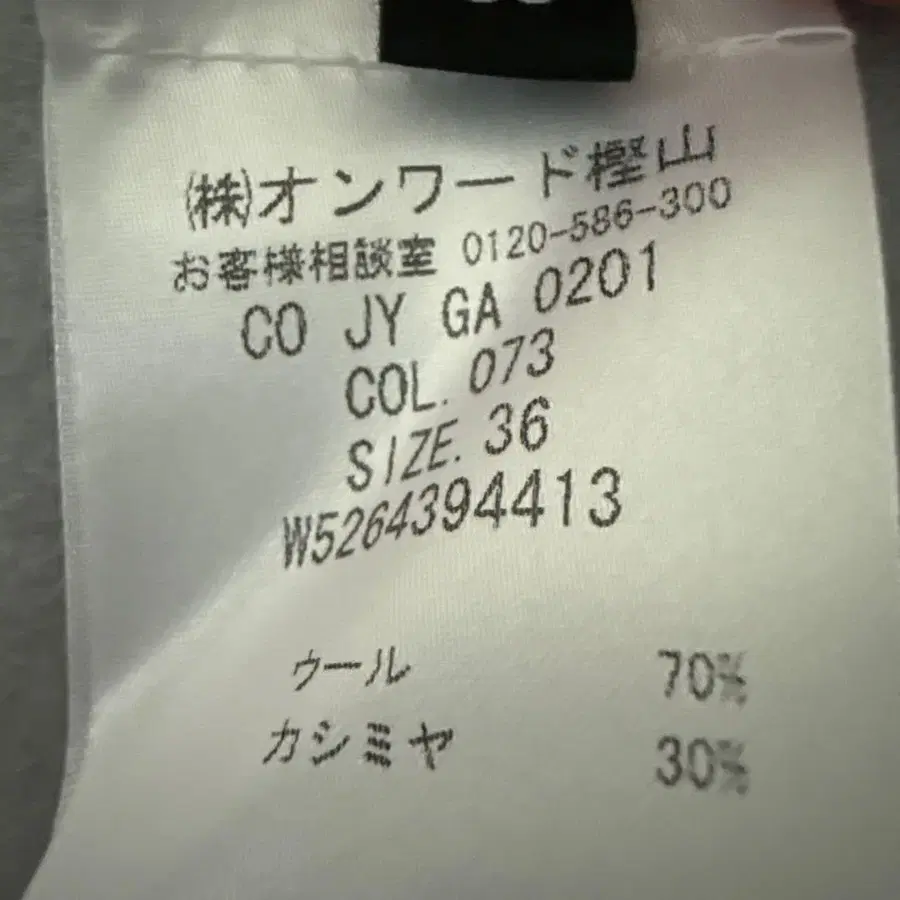 ㈱オンワード樫山
お客様相談室 0120-586-300
CO JY GA 0201
COL. 073
SIZE. 36
W5264394413
ウール 70%
カシミヤ 30%